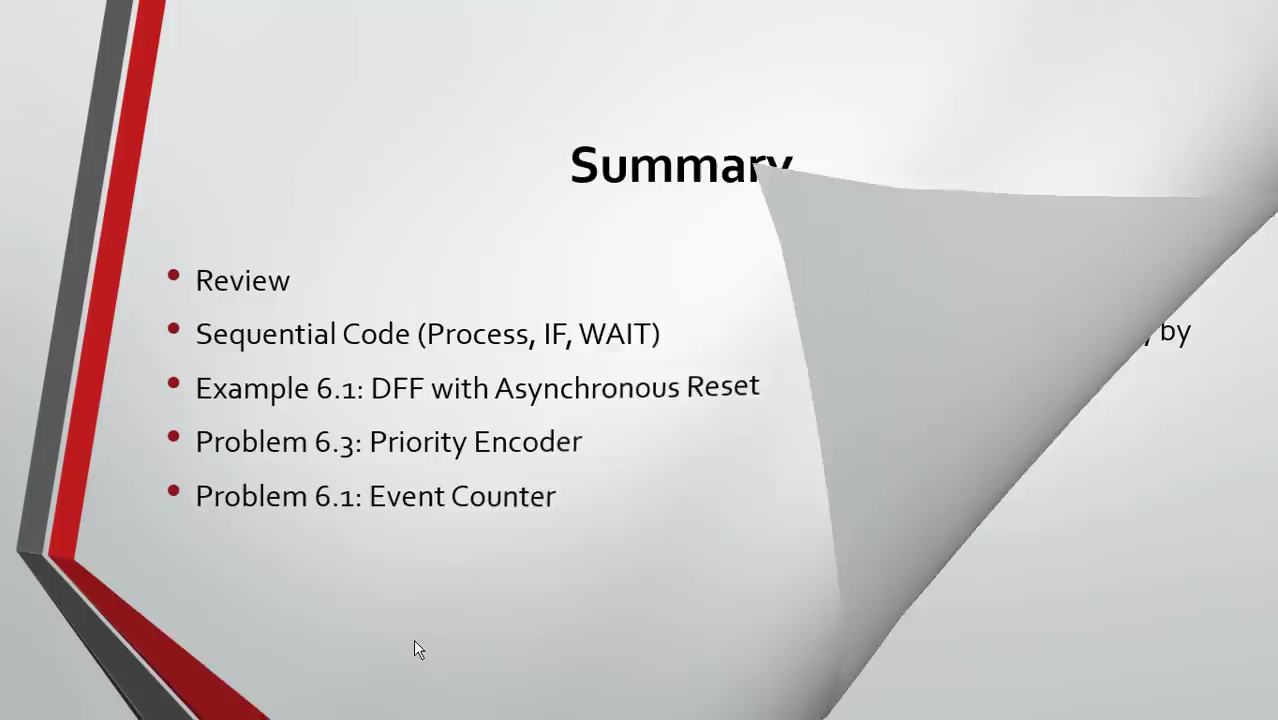 Summary
• Review
• Sequential Code (Process, IF, WAIT)
by
• Example 6.1: DFF with Asynchronous Reset
• Problem 6.3: Priority Encoder
• Problem 6.1: Event Counter